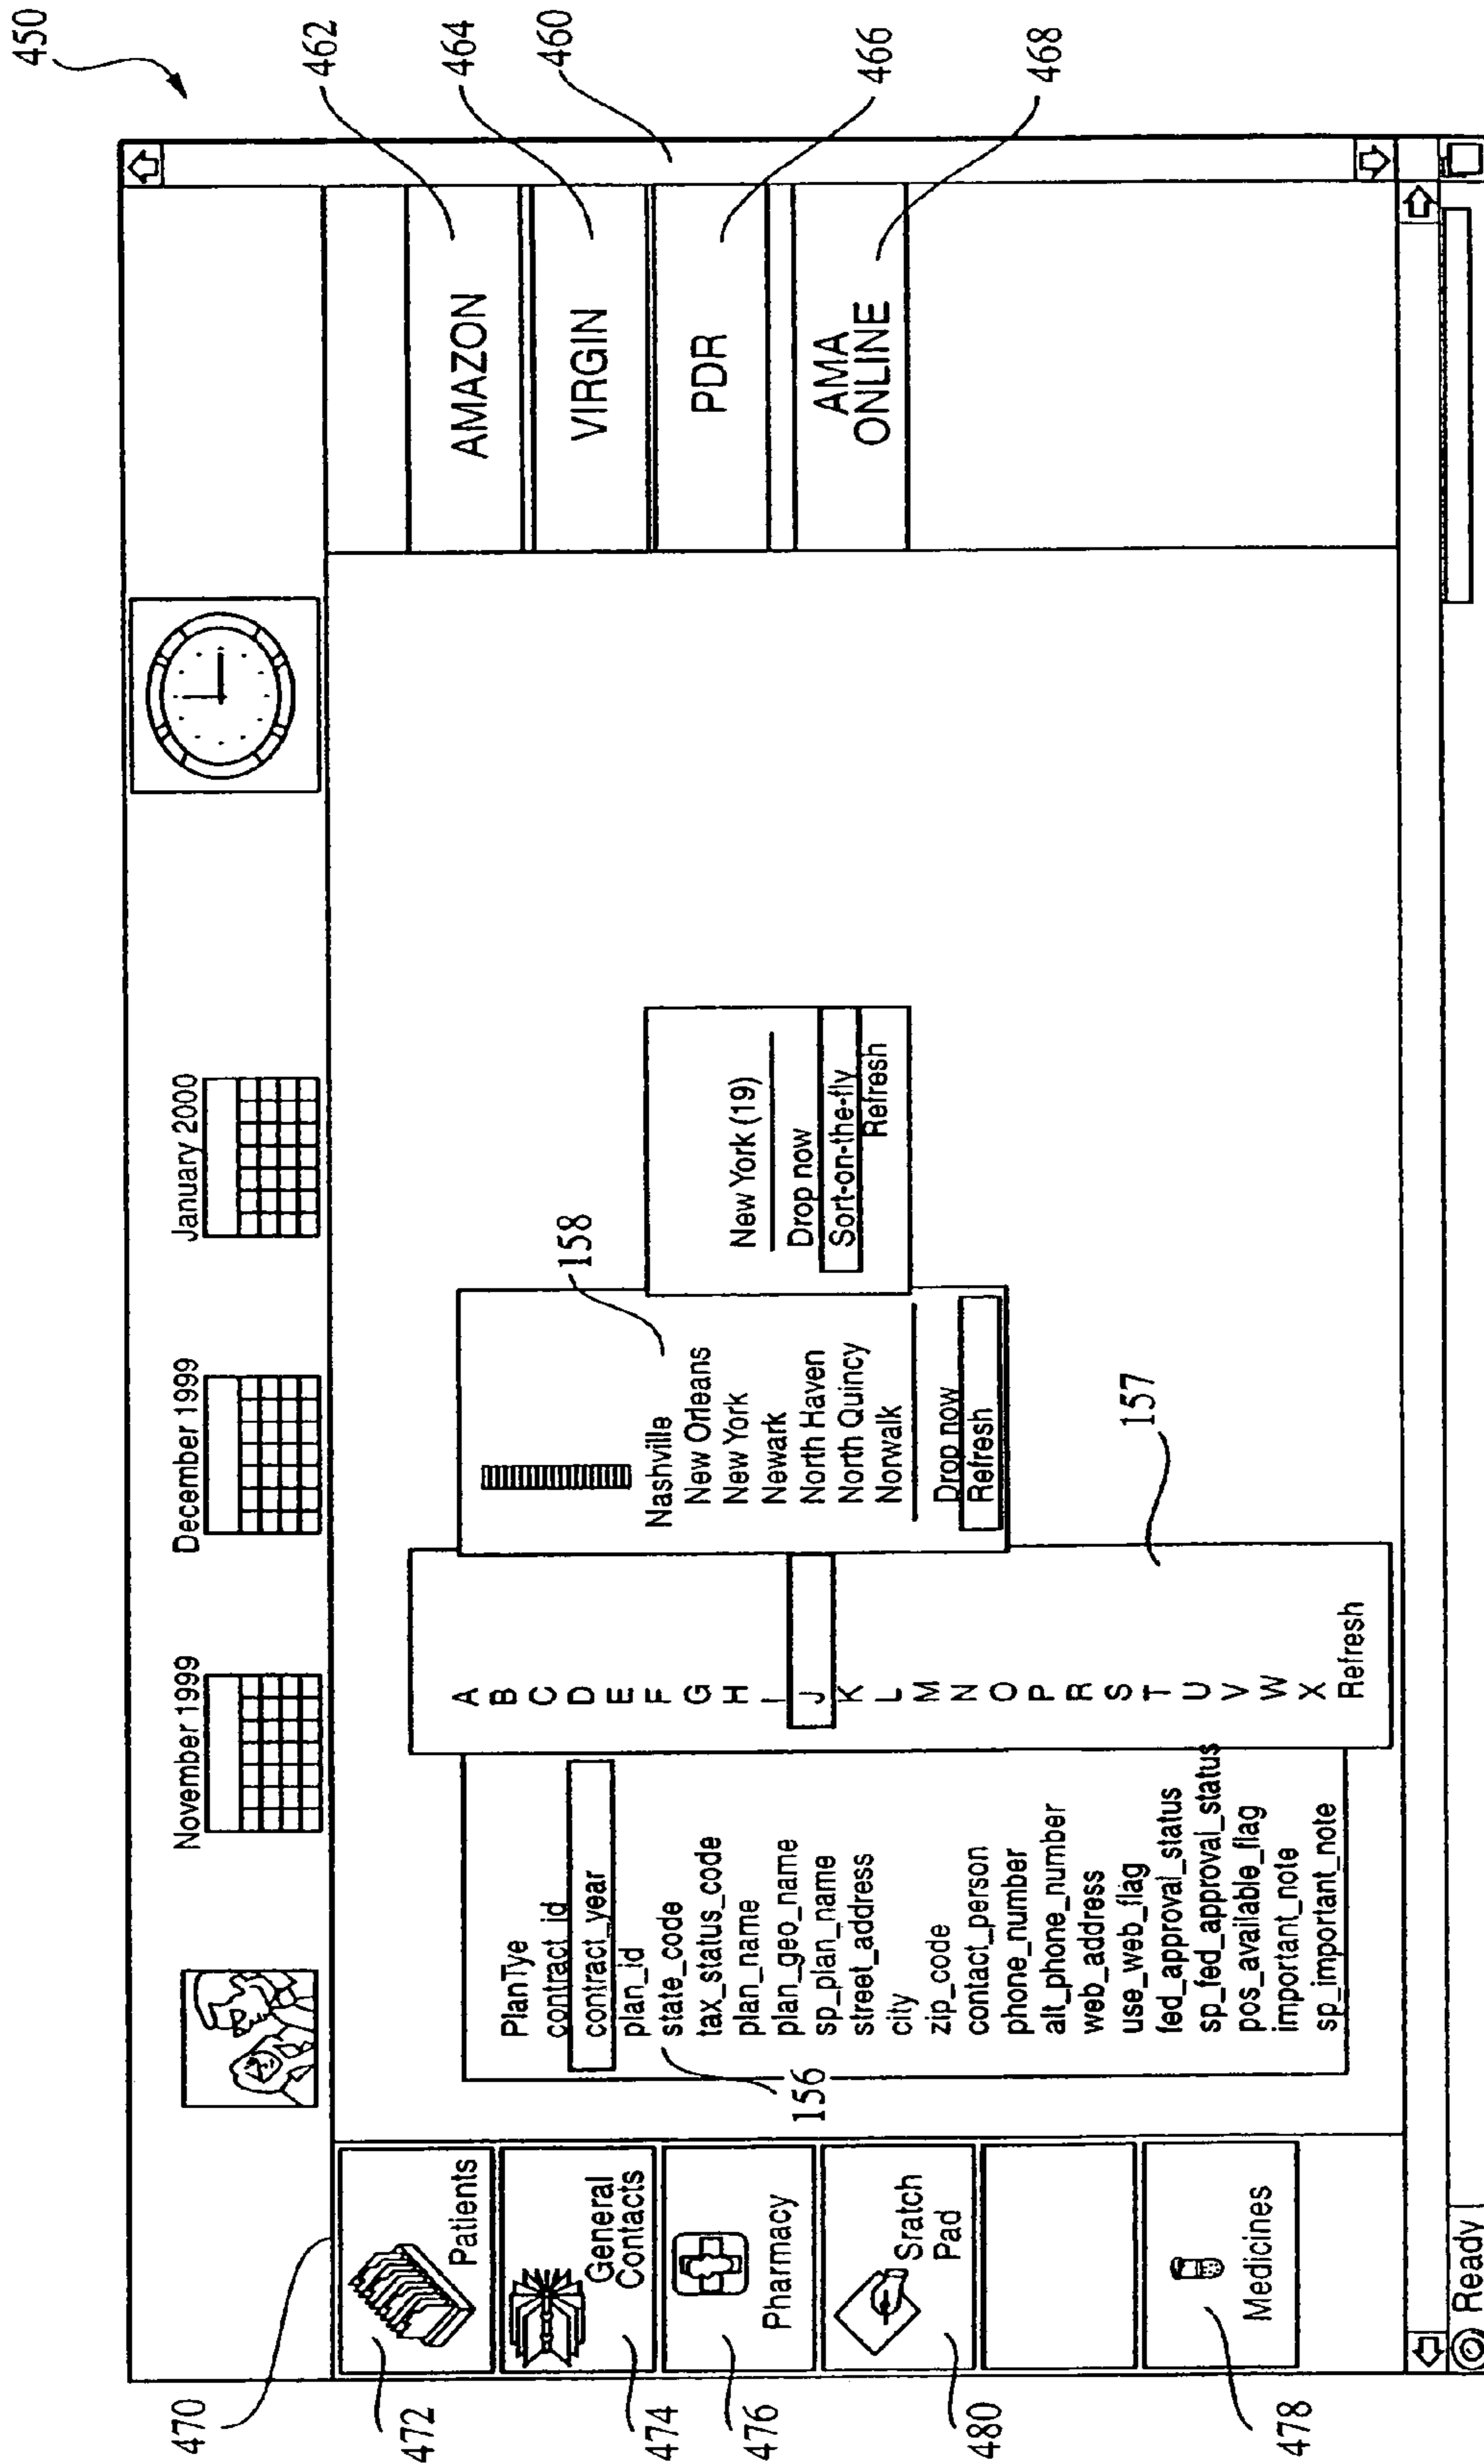 450
November 1999
December 1999
January 2000
470
472
Patients
474
General
Contacts
476
Pharmacy
480
Sratch
Pad
478
Medicines
PlanTye
contract_id
contract_year
plan_id
state_code
tax_status_code
plan_name
plan_geo_name
sp_plan_name
street_address
city
zip_code
contact_person
phone_number
alt_phone_number
web_address
use_web_flag
fed_approval_status
sp_fed_approval_status
pos_available_flag
important_note
sp_important_note
156
A
B
C
D
E
F
G
H
I
J
K
L
M
N
O
P
R
S
T
U
V
W
X
Refresh
157
158
Nashville
New Orleans
New York
Newark
North Haven
North Quincy
Norwalk
Drop now
Refresh
New York (19)
Drop now
Sort-on-the-fly
Refresh
AMAZON
462
VIRGIN
464
460
PDR
466
AMA
ONLINE
468
Ready